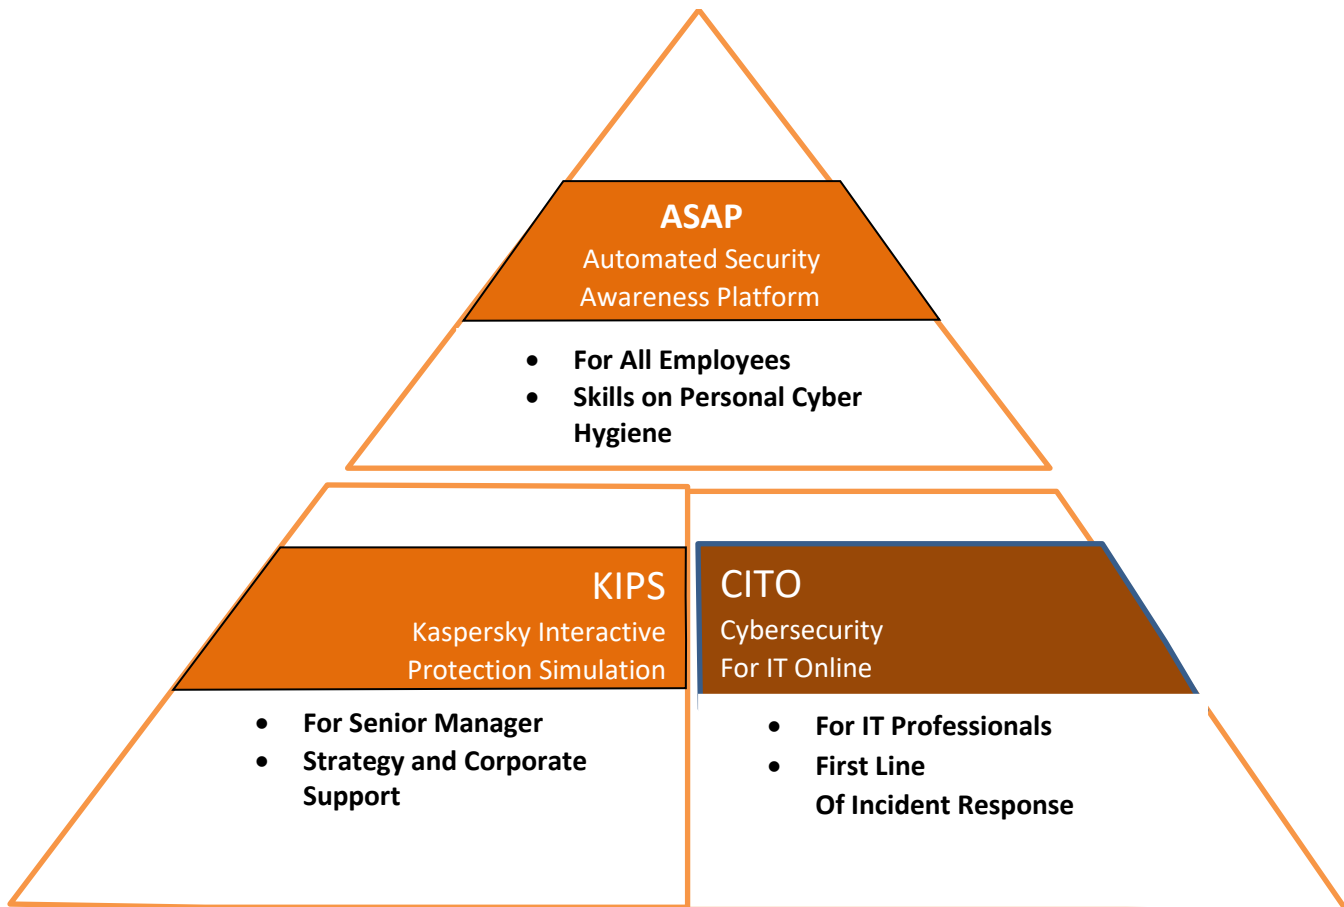 ASAP
Automated Security
Awareness Platform
• For All Employees
• Skills on Personal Cyber
Hygiene
KIPS
Kaspersky Interactive
Protection Simulation
• For Senior Manager
• Strategy and Corporate
Support
CITO
Cybersecurity
For IT Online
• For IT Professionals
• First Line
Of Incident Response